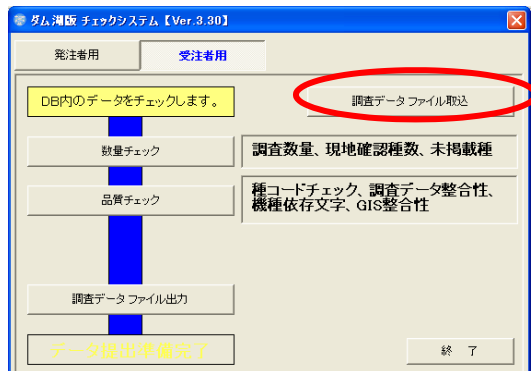 ダム湖版 チェックシステム【Ver.3.30】
発注者用
受注者用
DB内のデータをチェックします。
調査データ ファイル取込
数量チェック
調査数量、現地確認種数、未掲載種
品質チェック
種コードチェック、調査データ整合性、
機種依存文字、GIS整合性
調査データ ファイル出力
データ提出準備完了
終 了